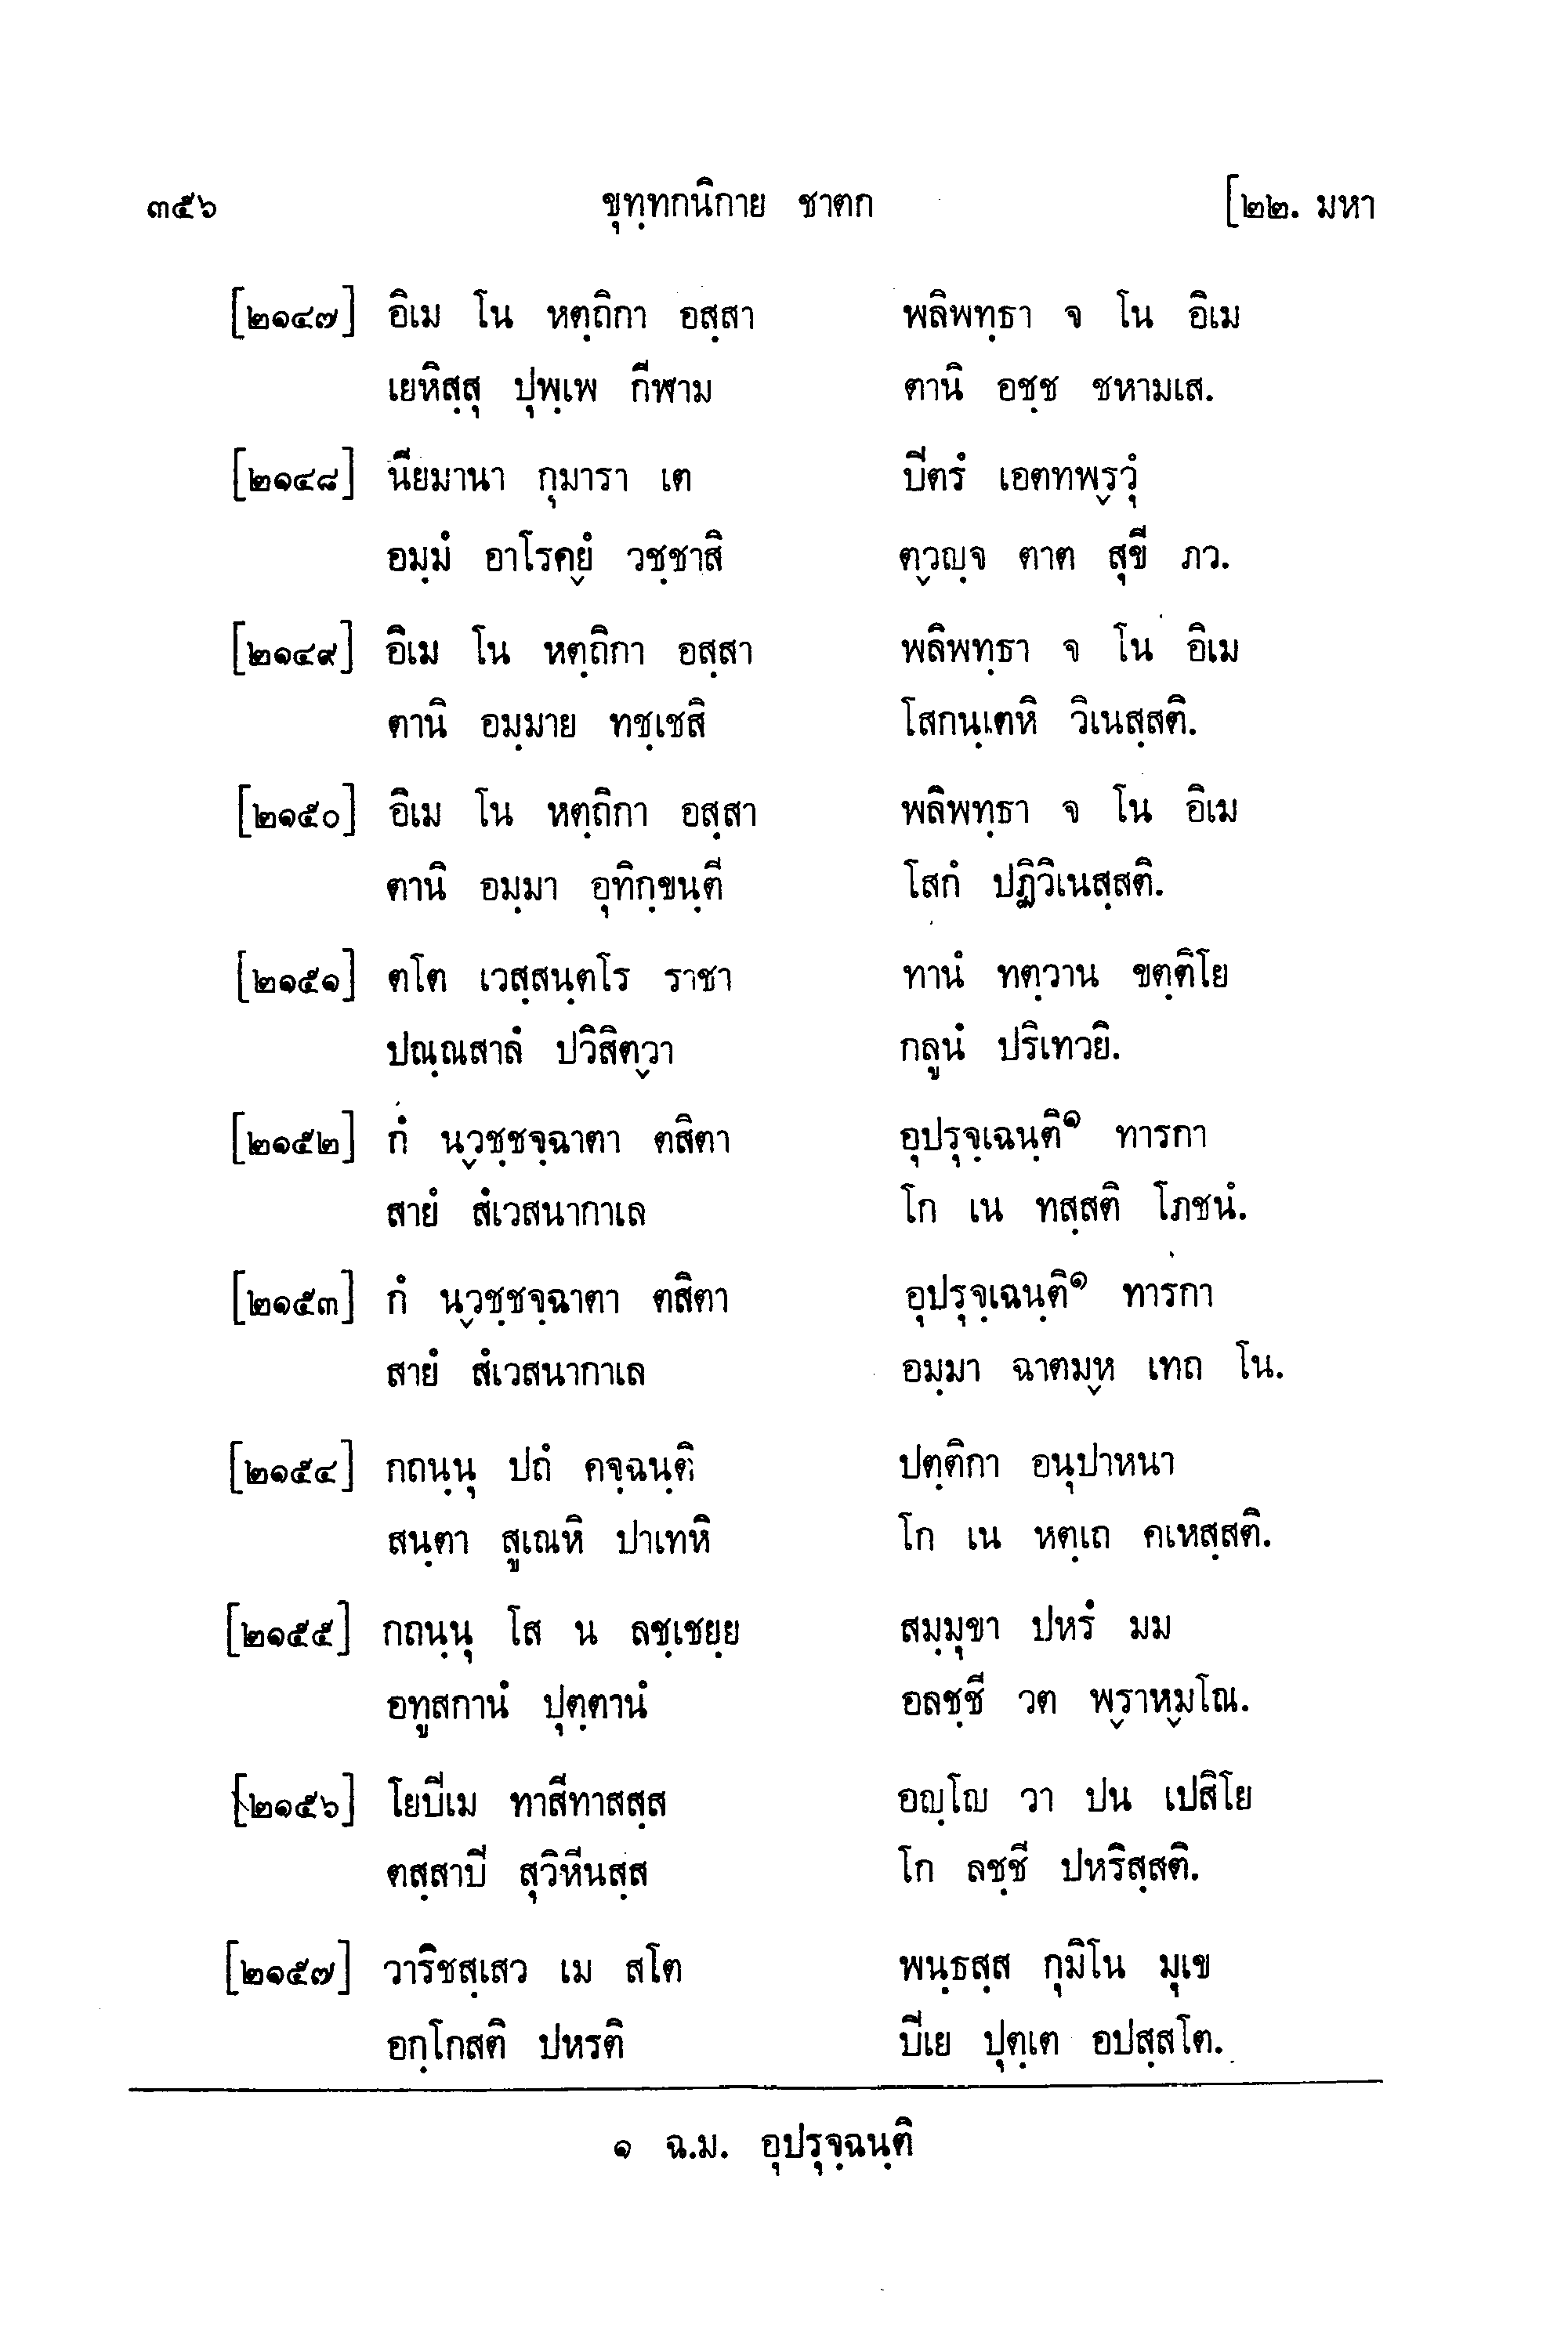 ๓๕๖ ขุทฺทกนิกาย ชาตก [๒๒. มหา
[๒๑๔๗] อิเม โน หตฺถิกา อสฺสา พลิพทฺธา จ โน อิเม
เยหิสฺสุ ปุพฺเพ กีฬาม ตานิ อชฺช ชหามเส.
[๒๑๔๘] นียมานา กุมารา เต ปิตรํ เอตทพฺรวุํ
อมฺมํ อาโรคฺยํ วชฺชาสิ ตฺวญฺจ ตาต สุขี ภว.
[๒๑๔๙] อิเม โน หตฺถิกา อสฺสา พลิพทฺธา จ โน อิเม
ตานิ อมฺมาย ทชฺเชสิ โสกนฺเตหิ วิเนสฺสติ.
[๒๑๕๐] อิเม โน หตฺถิกา อสฺสา พลิพทฺธา จ โน อิเม
ตานิ อมฺมา อุทิกฺขนฺตี โสกํ ปฏิวิเนสฺสติ.
[๒๑๕๑] ตโต เวสฺสนฺตโร ราชา ทานํ ทตฺวาน ขตฺติโย
ปณฺณสาลํ ปวิสิตฺวา กลูนํ ปริเทวยิ.
[๒๑๕๒] กํ นฺวชฺชจฺฉาตา ตสิตา อุปรุจฺเฉนฺติ๑ ทารกา
สายํ สํเวสนากาเล โก เน ทสฺสติ โภชนํ.
[๒๑๕๓] กํ นฺวชฺชจฺฉาตา ตสิตา อุปรุจฺเฉนฺติ๑ ทารกา
สายํ สํเวสนากาเล อมฺมา ฉาตมฺห เทถ โน.
[๒๑๕๔] กถนฺนุ ปถํ คจฺฉนฺติ ปตฺติกา อนุปาหนา
สนฺตา สูเณหิ ปาเทหิ โก เน หตฺเถ คเหสฺสติ.
[๒๑๕๕] กถนฺนุ โส น ลชฺเชยฺย สมฺมุขา ปหรํ มม
อทูสกานํ ปุตฺตานํ อลชฺชี วต พฺราหฺมโณ.
[๒๑๕๖] โยปิเม ทาสีทาสสฺส อญฺโญ วา ปน เปสิโย
ตสฺสาปิ สุวิหีนสฺส โก ลชฺชี ปหริสฺสติ.
[๒๑๕๗] วาริชสฺเสว เม สโต พนฺธสฺส กุมิโน มุเข
อกฺโกสติ ปหรติ ปิเย ปุตฺเต อปสฺสโต.
๑ ฉ.ม. อุปรุจฺฉนฺติ